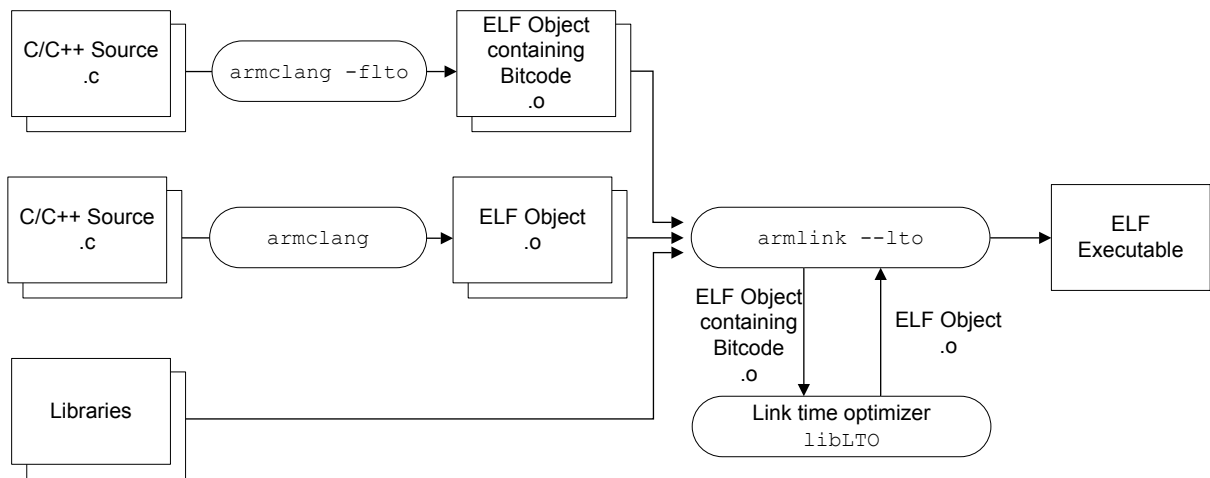 C/C++ Source
.c
armclang -flto
ELF Object
containing
Bitcode
.o
C/C++ Source
.c
armclang
ELF Object
.o
armlink --lto
ELF
Executable
ELF Object
containing
Bitcode
.o
ELF Object
.o
Libraries
Link time optimizer
libLTO